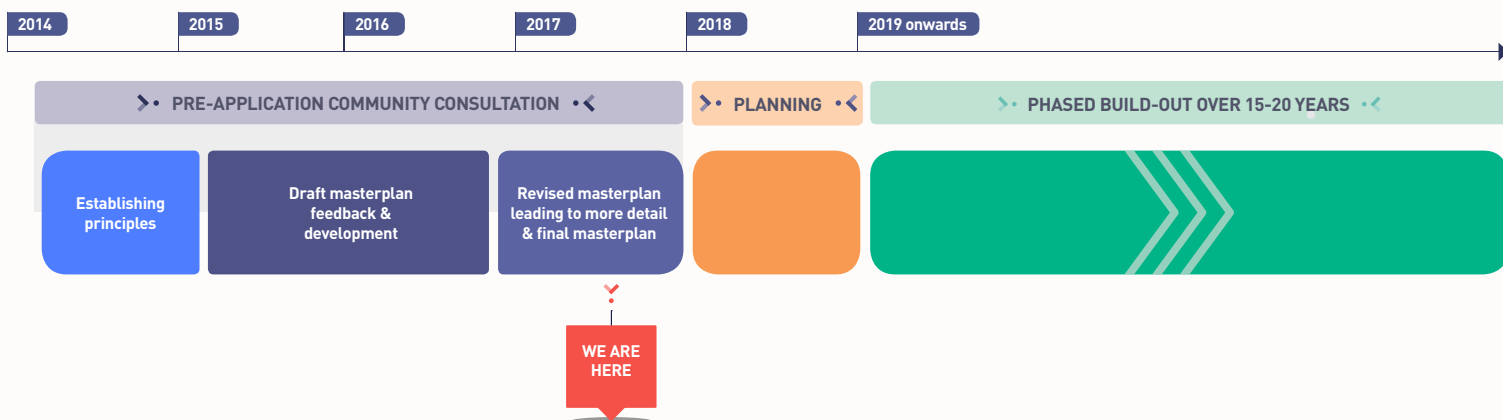 2014
2015
2016
2017
2018
2019 onwards
PRE-APPLICATION COMMUNITY CONSULTATION
PLANNING
PHASED BUILD-OUT OVER 15-20 YEARS
Establishing
principles
Draft masterplan
feedback &
development
Revised masterplan
leading to more detail
& final masterplan
WE ARE
HERE